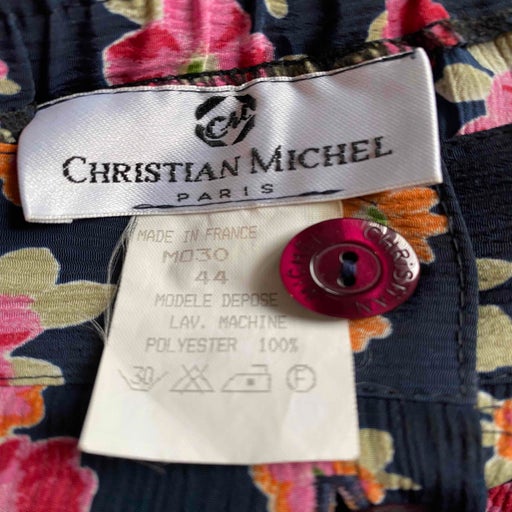 CM
CHRISTIAN MICHEL
PARIS
MADE IN FRANCE
M030
44
MODELE DEPOSE
LAV. MACHINE
POLYESTER 100%
30 F
CHRISTIAN